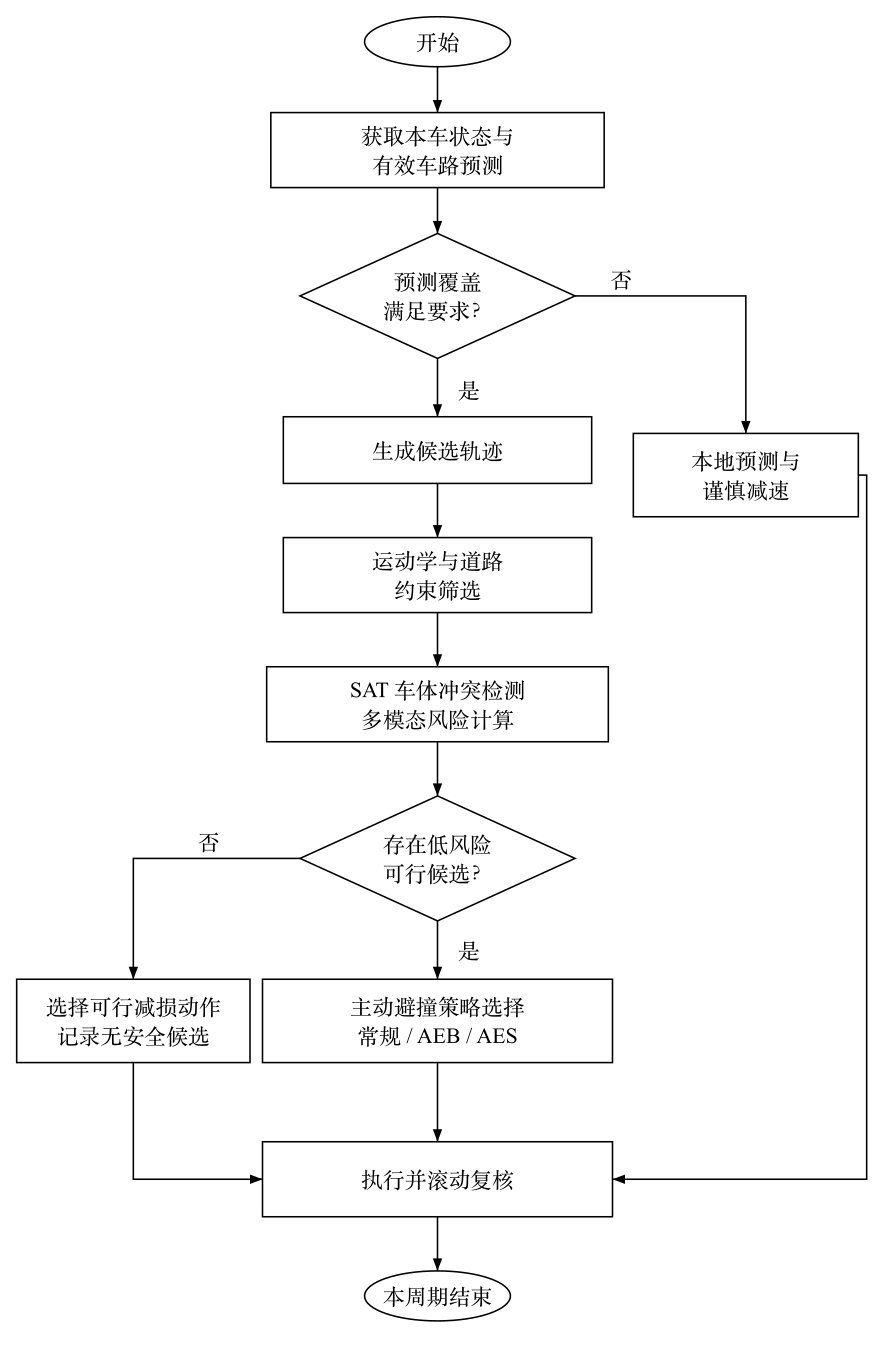 开始
获取本车状态与
有效车路预测
预测覆盖
满足要求?
否
是
生成候选轨迹
本地预测与
谨慎减速
运动学与道路
约束筛选
SAT 车体冲突检测
多模态风险计算
存在低风险
可行候选?
否
是
选择可行减损动作
记录无安全候选
主动避撞策略选择
常规 / AEB / AES
执行并滚动复核
本周期结束